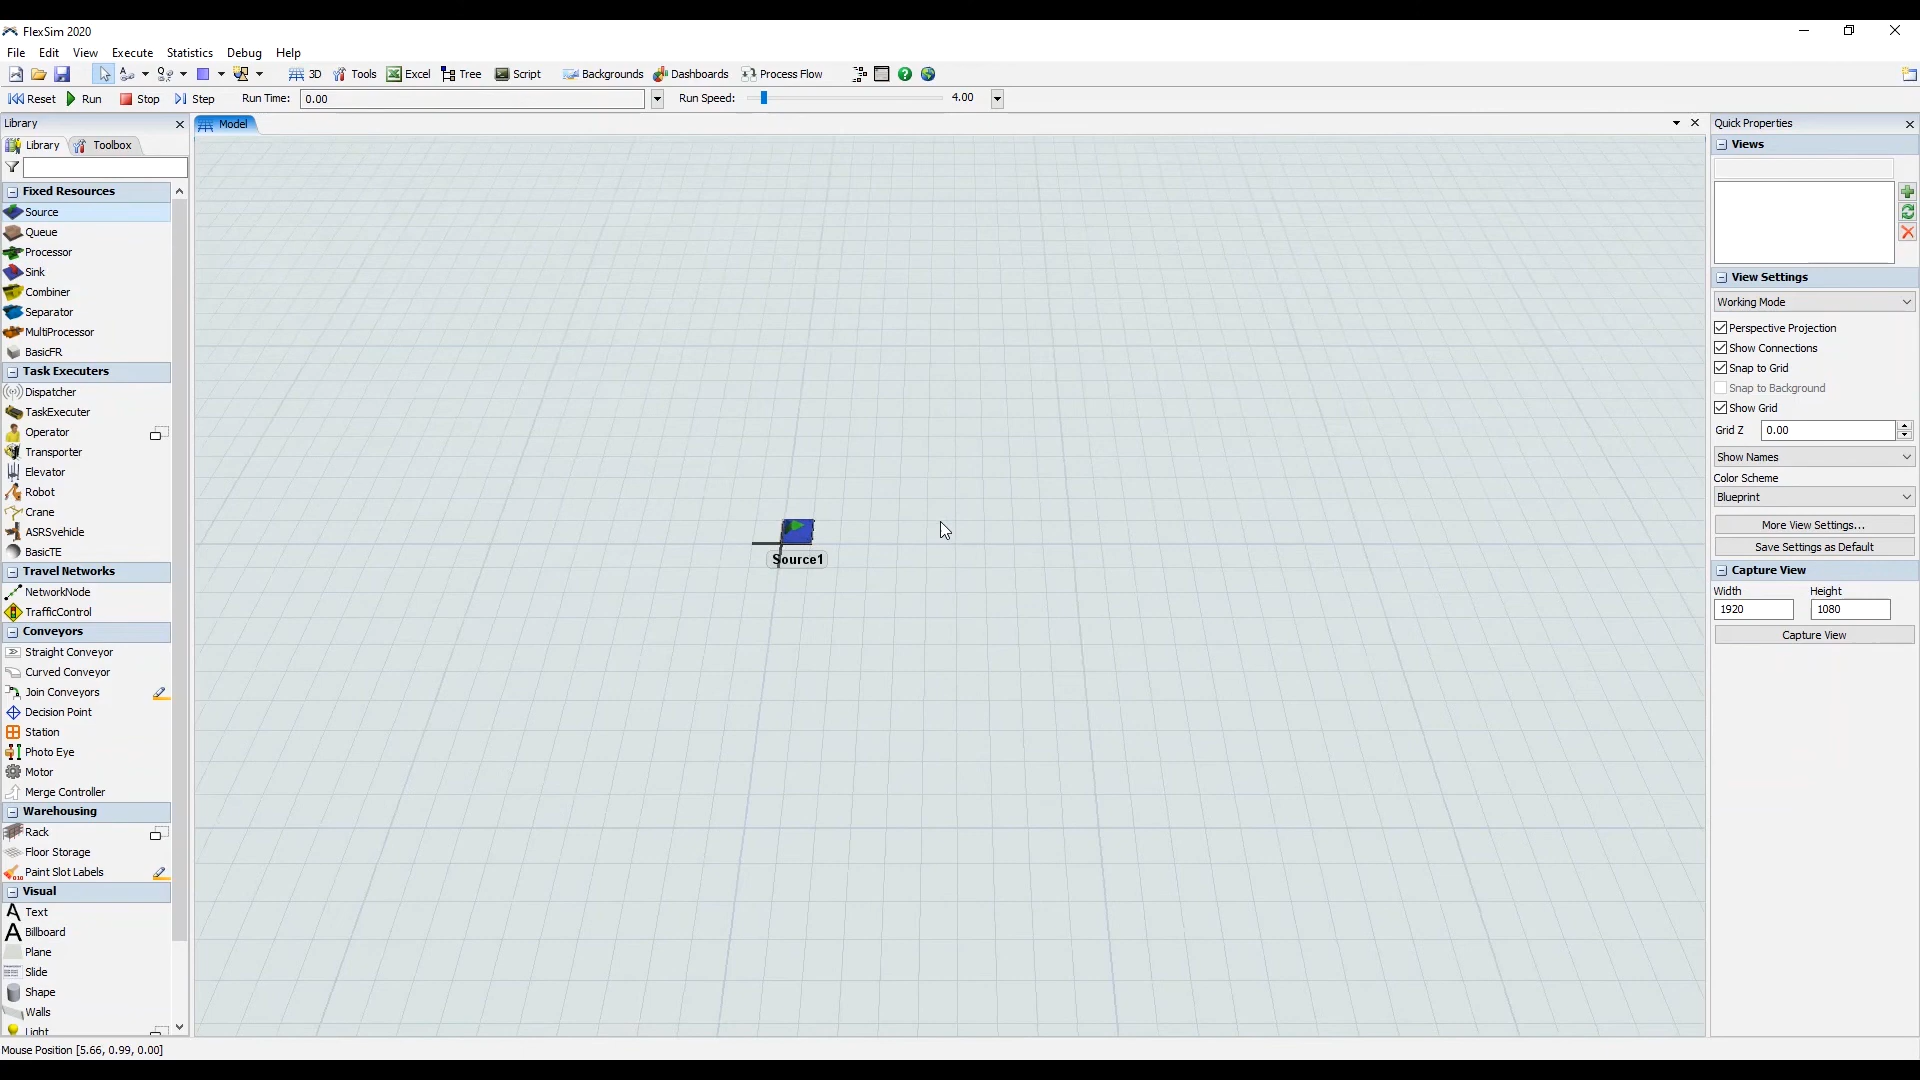 FlexSim 2020
File Edit View Execute Statistics Debug Help
3D Tools Excel Tree Script Backgrounds Dashboards Process Flow
Reset Run Stop Step Run Time: 0.00 Run Speed: 4.00
Library
Library Toolbox
Fixed Resources
Source
Queue
Processor
Sink
Combiner
Separator
MultiProcessor
BasicFR
Task Executers
Dispatcher
TaskExecuter
Operator
Transporter
Elevator
Robot
Crane
ASRSvehicle
BasicTE
Travel Networks
NetworkNode
TrafficControl
Conveyors
Straight Conveyor
Curved Conveyor
Join Conveyors
Decision Point
Station
Photo Eye
Motor
Merge Controller
Warehousing
Rack
Floor Storage
Paint Slot Labels
Visual
Text
Billboard
Plane
Slide
Shape
Walls
Light
Model
Source1
Quick Properties
Views
View Settings
Working Mode
Perspective Projection
Show Connections
Snap to Grid
Snap to Background
Show Grid
Grid Z 0.00
Show Names
Color Scheme
Blueprint
More View Settings...
Save Settings as Default
Capture View
Width Height
1920 1080
Capture View
Mouse Position [5.66, 0.99, 0.00]